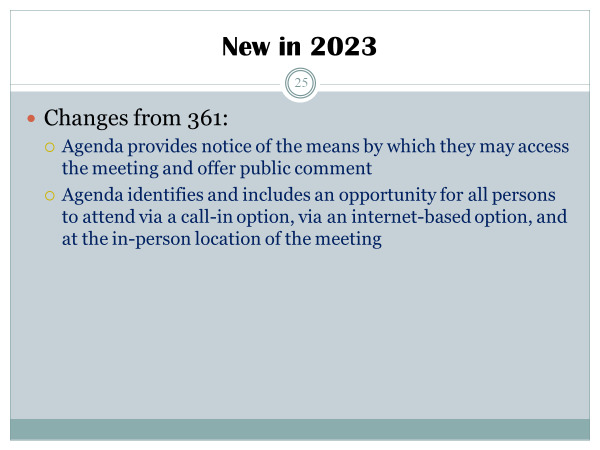 New in 2023
25
• Changes from 361:
○ Agenda provides notice of the means by which they may access
the meeting and offer public comment
○ Agenda identifies and includes an opportunity for all persons
to attend via a call-in option, via an internet-based option, and
at the in-person location of the meeting